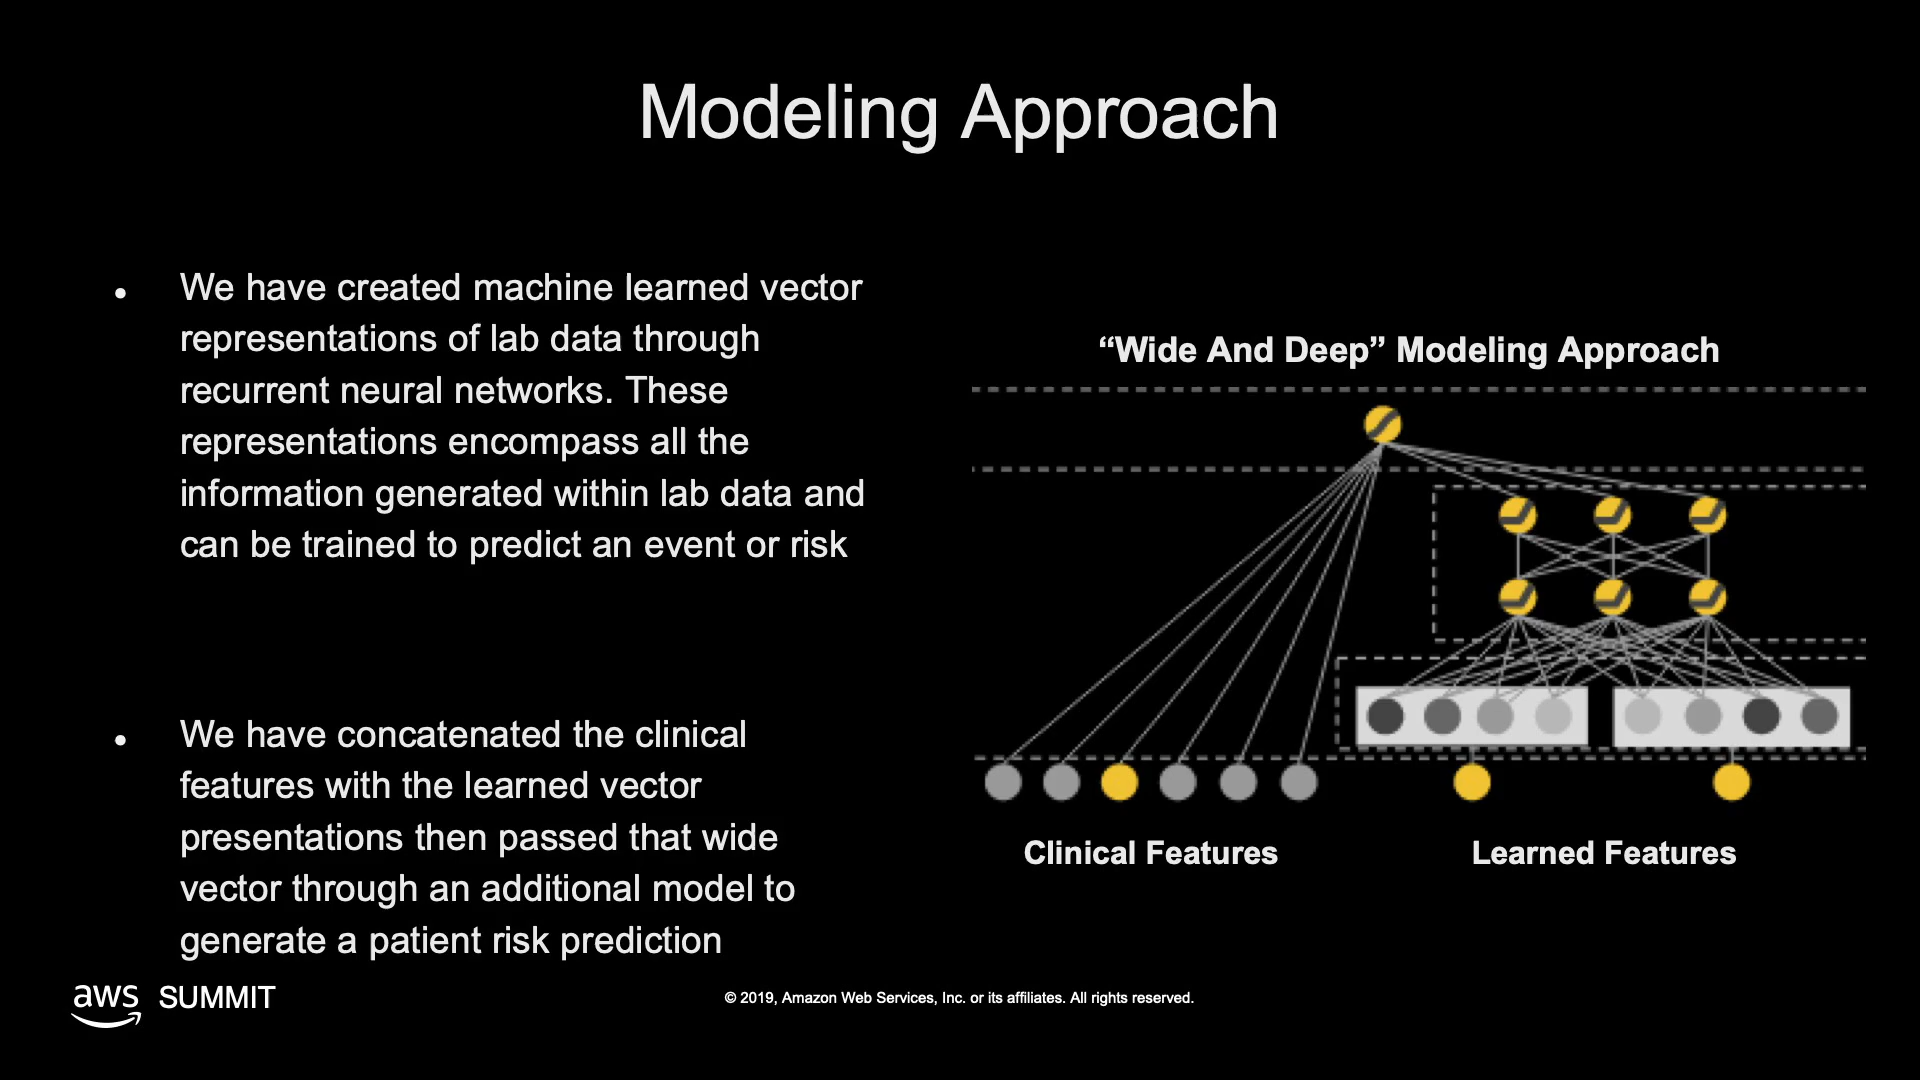 Modeling Approach
• We have created machine learned vector
representations of lab data through
recurrent neural networks. These
representations encompass all the
information generated within lab data and
can be trained to predict an event or risk
• We have concatenated the clinical
features with the learned vector
presentations then passed that wide
vector through an additional model to
generate a patient risk prediction
“Wide And Deep” Modeling Approach
Clinical Features
Learned Features
aws SUMMIT
© 2019, Amazon Web Services, Inc. or its affiliates. All rights reserved.